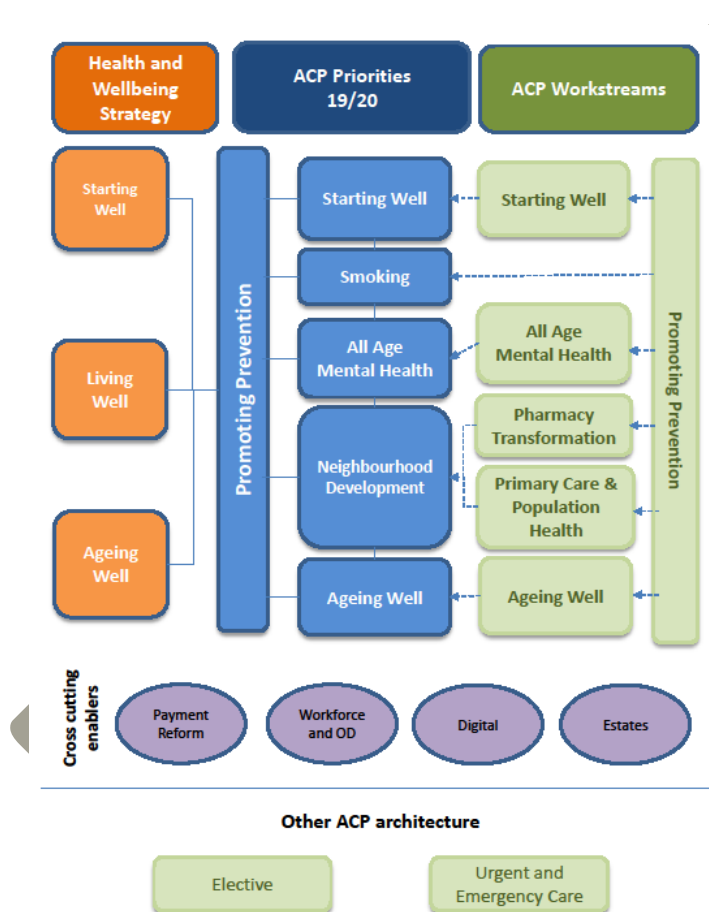 Health and
Wellbeing
Strategy
ACP Priorities
19/20
ACP Workstreams
Starting
Well
Living
Well
Ageing
Well
Promoting Prevention
Starting Well
Smoking
All Age
Mental Health
Neighbourhood
Development
Ageing Well
Starting Well
All Age
Mental Health
Pharmacy
Transformation
Primary Care &
Population
Health
Ageing Well
Promoting Prevention
Cross cutting
enablers
Payment
Reform
Workforce
and OD
Digital
Estates
Other ACP architecture
Elective
Urgent and
Emergency Care